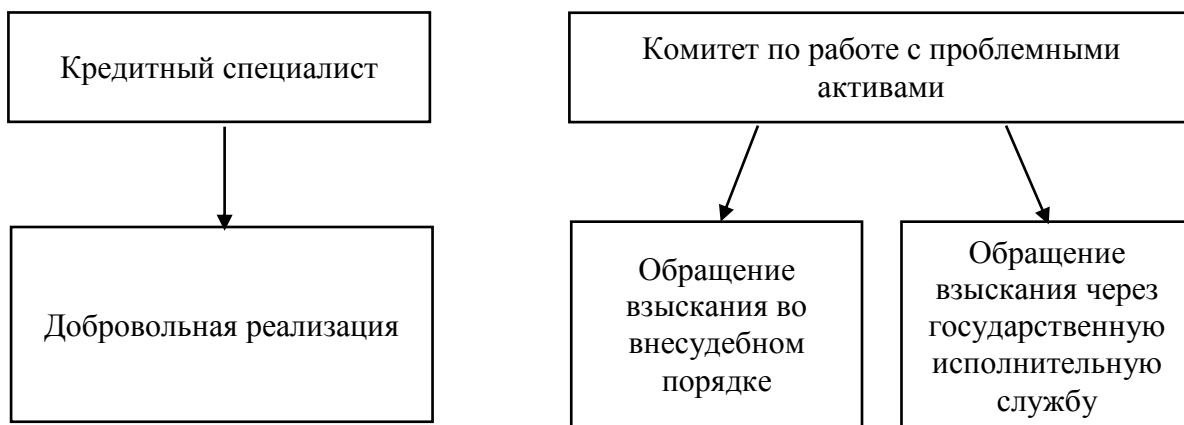 Кредитный специалист
Комитет по работе с проблемными
активами
Добровольная реализация
Обращение
взыскания во
внесудебном
порядке
Обращение
взыскания через
государственную
исполнительную
службу